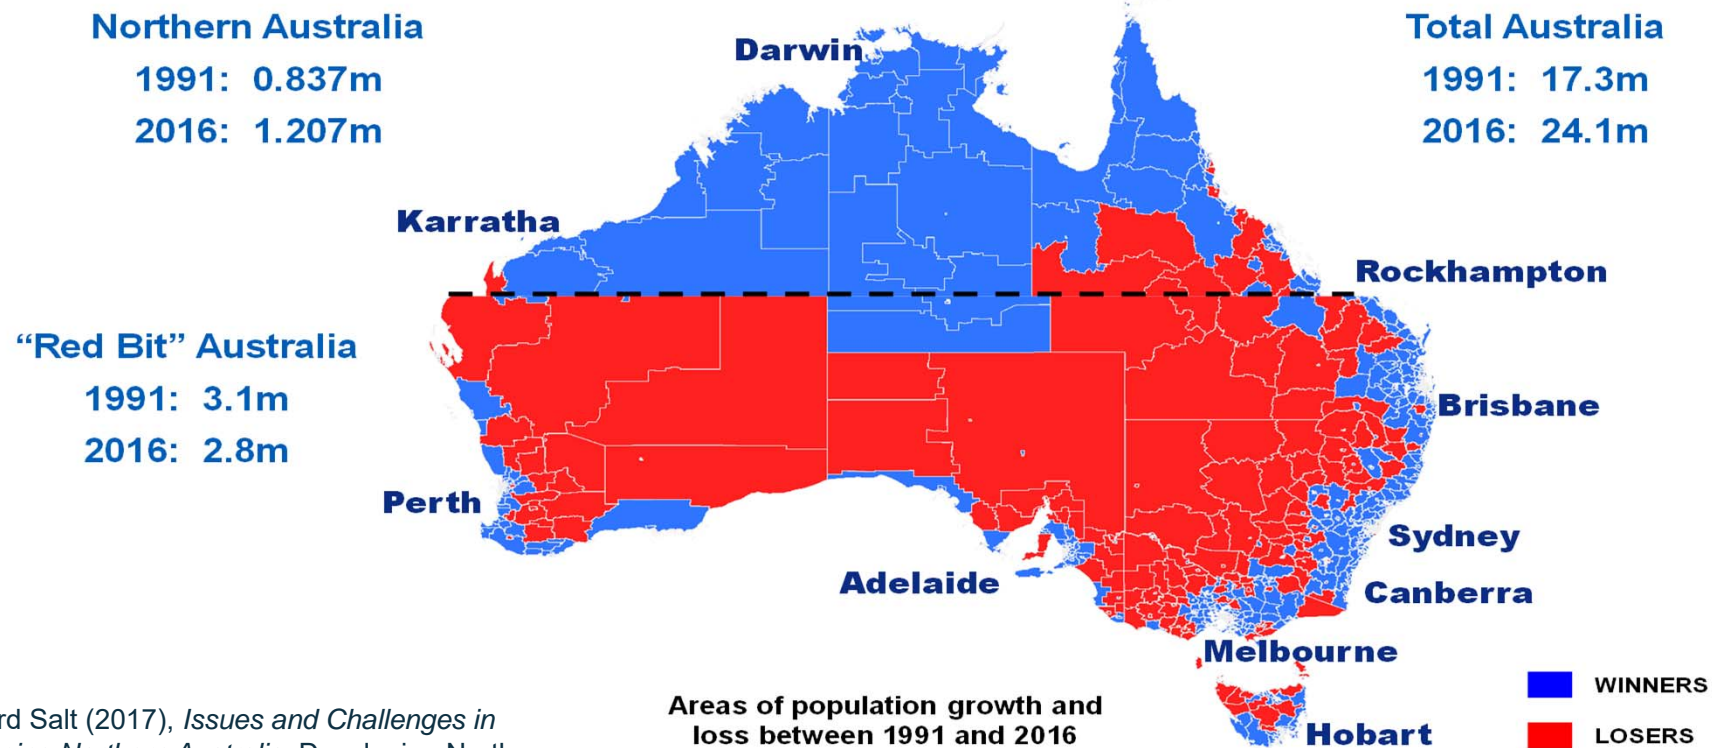 Northern Australia
1991: 0.837m
2016: 1.207m
Total Australia
1991: 17.3m
2016: 24.1m
Darwin
Karratha
Rockhampton
“Red Bit” Australia
1991: 3.1m
2016: 2.8m
Brisbane
Perth
Sydney
Adelaide
Canberra
Melbourne
Hobart
WINNERS
LOSERS
Areas of population growth and
loss between 1991 and 2016
rd Salt (2017), Issues and Challenges in